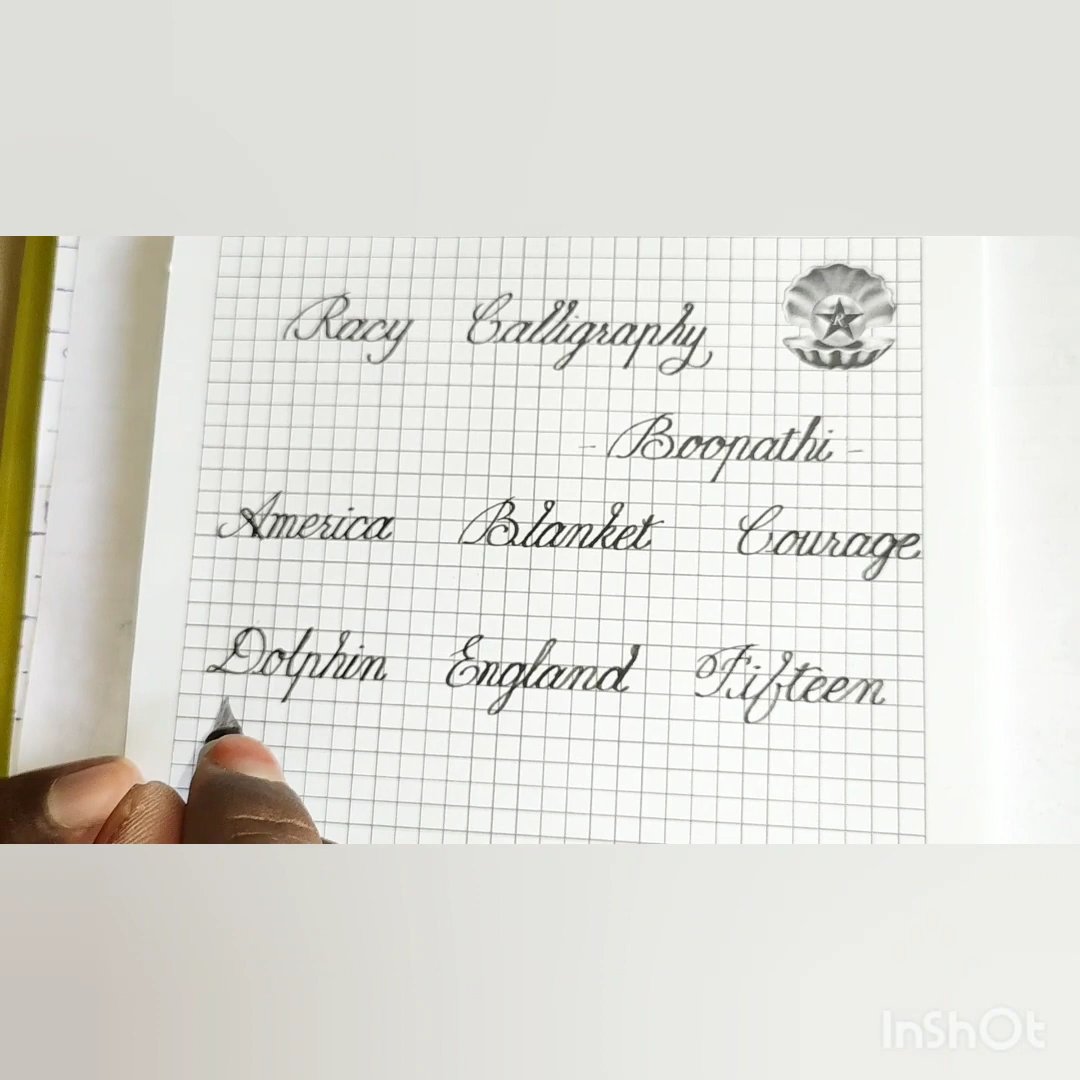 Racy Calligraphy
R
- Boopathi -
America Blanket Courage
Dolphin England Fifteen
InShOt